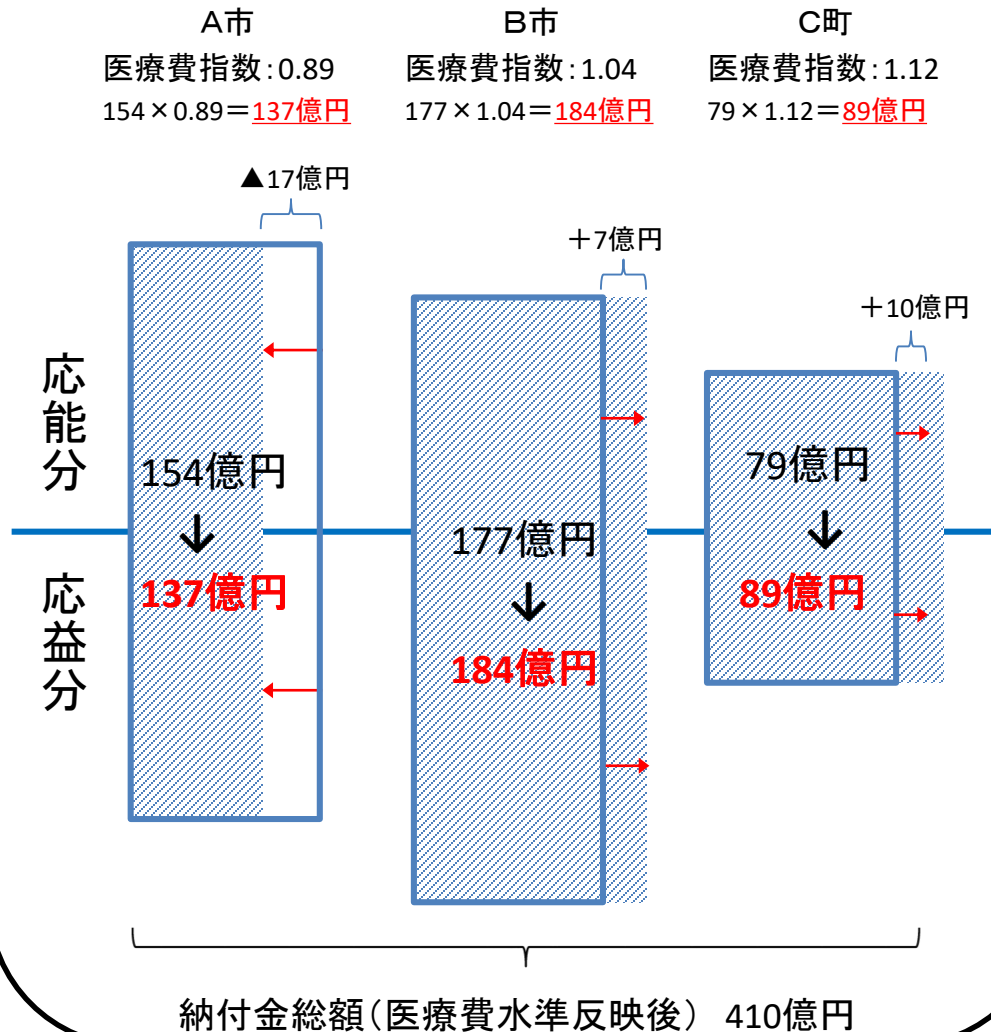 A市
医療費指数:0.89
154×0.89=137億円
B市
医療費指数:1.04
177×1.04=184億円
C町
医療費指数:1.12
79×1.12=89億円
▲17億円
+7億円
+10億円
応能分
応益分
154億円
↓
137億円
177億円
↓
184億円
79億円
↓
89億円
納付金総額(医療費水準反映後) 410億円